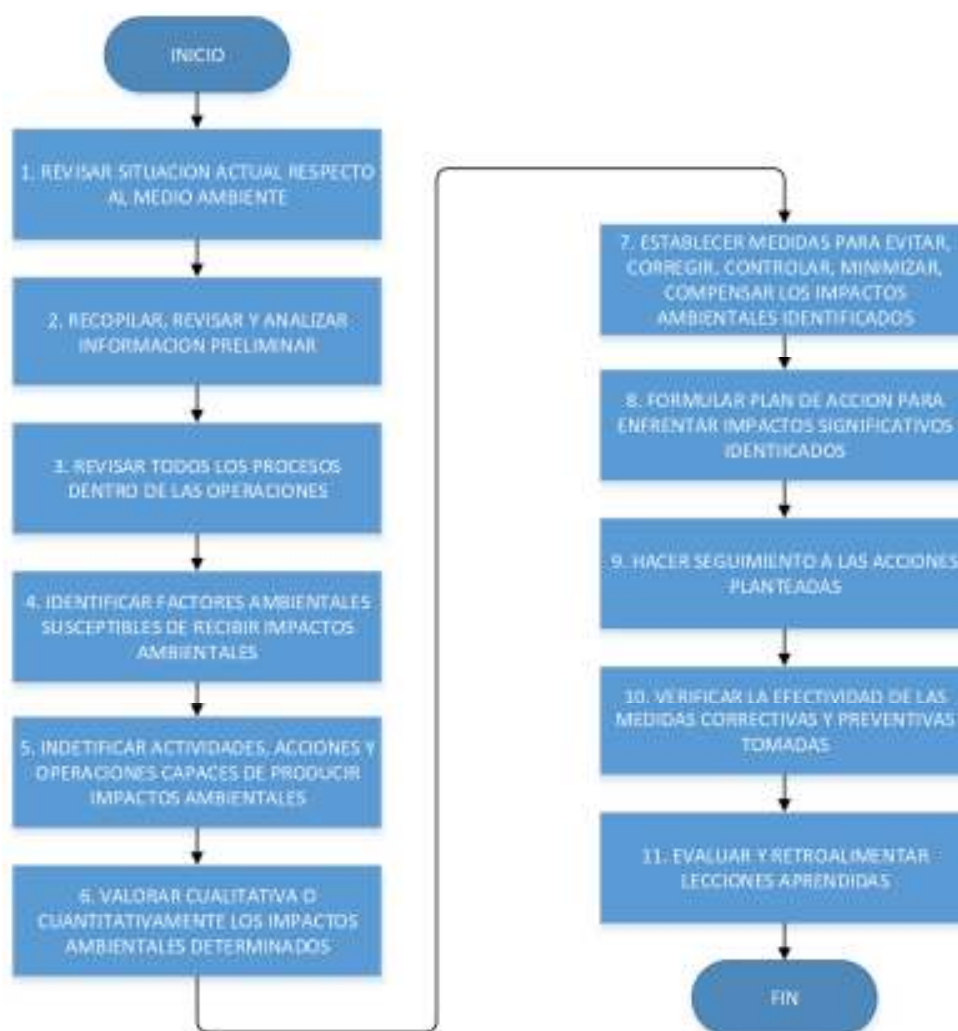 INICIO
1. REVISAR SITUACION ACTUAL RESPECTO
AL MEDIO AMBIENTE
2. RECOPILAR, REVISAR Y ANALIZAR
INFORMACION PRELIMINAR
3. REVISAR TODOS LOS PROCESOS
DENTRO DE LAS OPERACIONES
4. IDENTIFICAR FACTORES AMBIENTALES
SUSCEPTIBLES DE RECIBIR IMPACTOS
AMBIENTALES
5. INDETIFICAR ACTIVIDADES, ACCIONES Y
OPERACIONES CAPACES DE PRODUCIR
IMPACTOS AMBIENTALES
6. VALORAR CUALITATIVA O
CUANTITATIVAMENTE LOS IMPACTOS
AMBIENTALES DETERMINADOS
7. ESTABLECER MEDIDAS PARA EVITAR,
CORREGIR, CONTROLAR, MINIMIZAR,
COMPENSAR LOS IMPACTOS
AMBIENTALES IDENTIFICADOS
8. FORMULAR PLAN DE ACCION PARA
ENFRENTAR IMPACTOS SIGNIFICATIVOS
IDENTIICADOS
9. HACER SEGUIMIENTO A LAS ACCIONES
PLANTEADAS
10. VERIFICAR LA EFECTIVIDAD DE LAS
MEDIDAS CORRECTIVAS Y PREVENTIVAS
TOMADAS
11. EVALUAR Y RETROALIMENTAR
LECCIONES APRENDIDAS
FIN